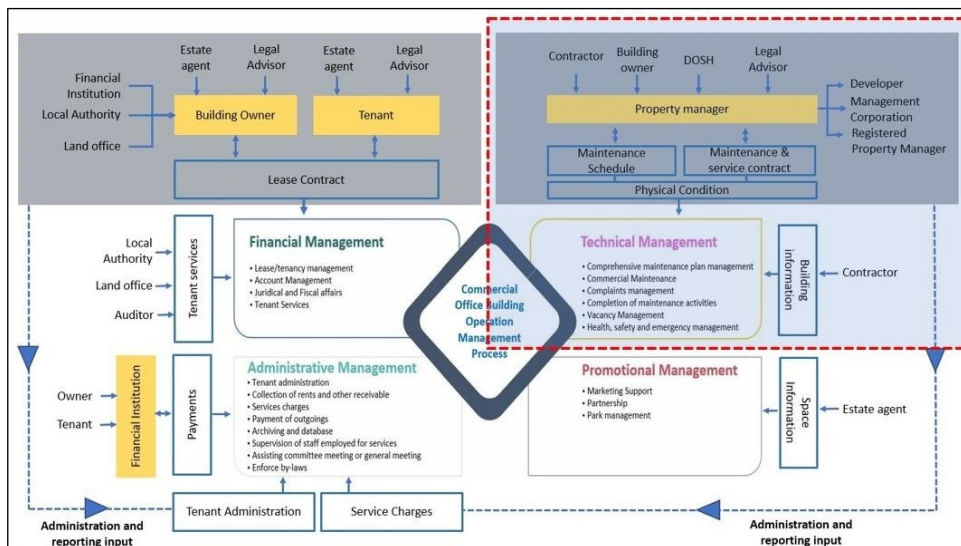 Estate
agent
Legal
Advisor
Estate
agent
Legal
Advisor
Financial
Institution
Local Authority
Land office
Building Owner
Tenant
Lease Contract
Contractor
Building
owner
DOSH
Legal
Advisor
Property manager
Developer
Management
Corporation
Registered
Property Manager
Maintenance
Schedule
Maintenance &
service contract
Physical Condition
Local
Authority
Land office
Auditor
Tenant services
Financial Management
• Lease/tenancy management
• Account Management
• Juridical and Fiscal affairs
• Tenant Services
Commercial
Office Building
Operation
Management
Process
Technical Management
• Comprehensive maintenance plan management
• Commercial Maintenance
• Complaints management
• Completion of maintenance activities
• Vacancy Management
• Health, safety and emergency management
Building
information
Contractor
Owner
Tenant
Financial Institution
Payments
Administrative Management
• Tenant administration
• Collection of rents and other receivable
• Services charges
• Payment of outgoings
• Archiving and database
• Supervision of staff employed for services
• Assisting committee meeting or general meeting
• Enforce by-laws
Promotional Management
• Marketing Support
• Partnership
• Park management
Space
Information
Estate agent
Tenant Administration
Service Charges
Administration and
reporting input
Administration and
reporting input